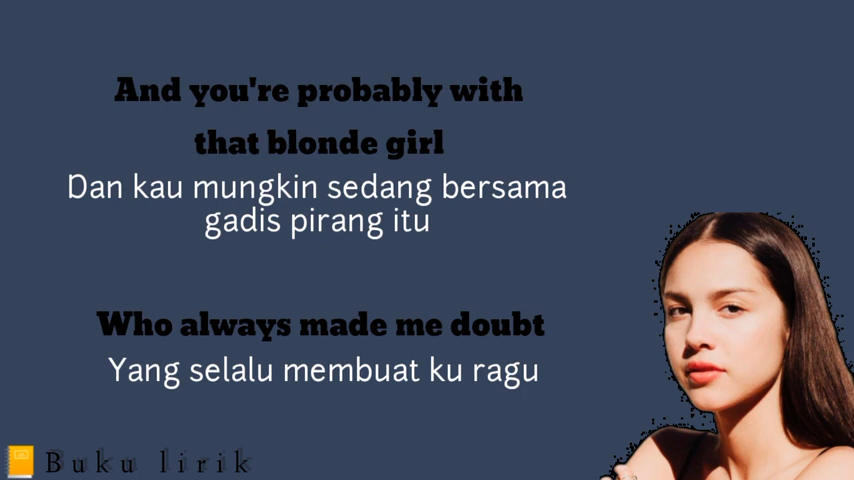 And you're probably with
that blonde girl
Dan kau mungkin sedang bersama
gadis pirang itu
Who always made me doubt
Yang selalu membuat ku ragu
Buku lirik